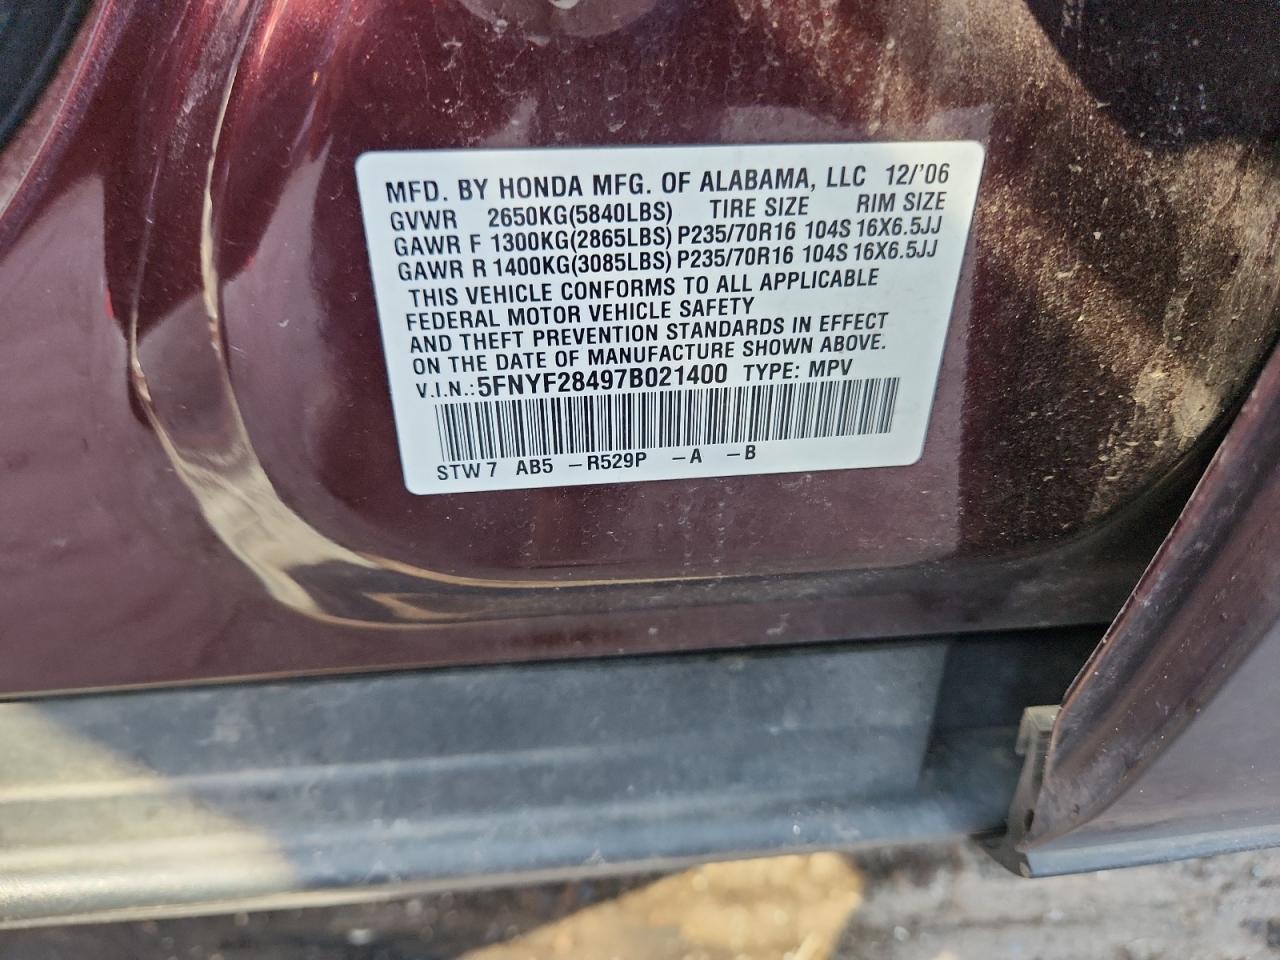 MFD. BY HONDA MFG. OF ALABAMA, LLC 12/'06
GVWR 2650KG(5840LBS) TIRE SIZE RIM SIZE
GAWR F 1300KG(2865LBS) P235/70R16 104S 16X6.5JJ
GAWR R 1400KG(3085LBS) P235/70R16 104S 16X6.5JJ
THIS VEHICLE CONFORMS TO ALL APPLICABLE
FEDERAL MOTOR VEHICLE SAFETY
AND THEFT PREVENTION STANDARDS IN EFFECT
ON THE DATE OF MANUFACTURE SHOWN ABOVE.
V.I.N.: 5FNYF28497B021400 TYPE: MPV
STW 7 AB5 -R529P -A -B